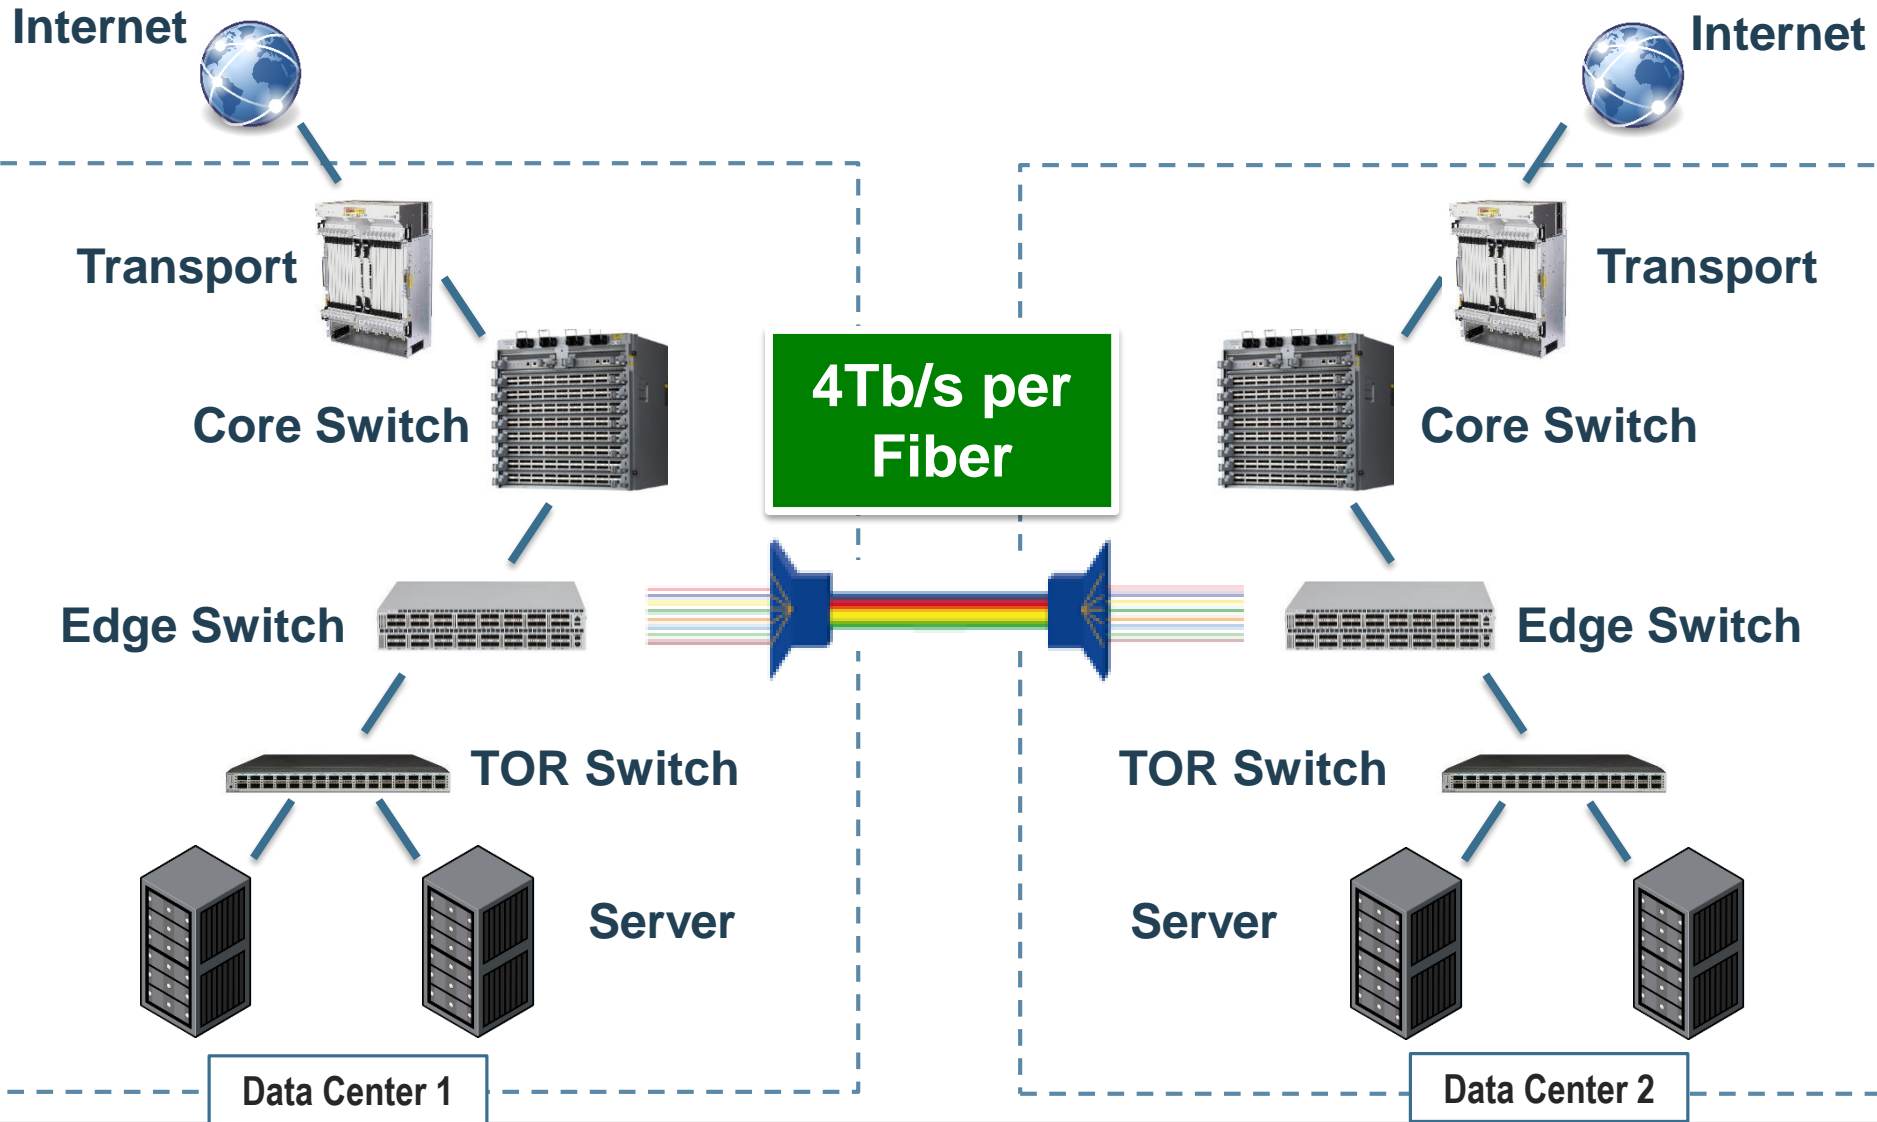 Internet
Internet
Transport
Transport
4Tb/s per
Fiber
Core Switch
Core Switch
Edge Switch
Edge Switch
TOR Switch
TOR Switch
Server
Server
Data Center 1
Data Center 2